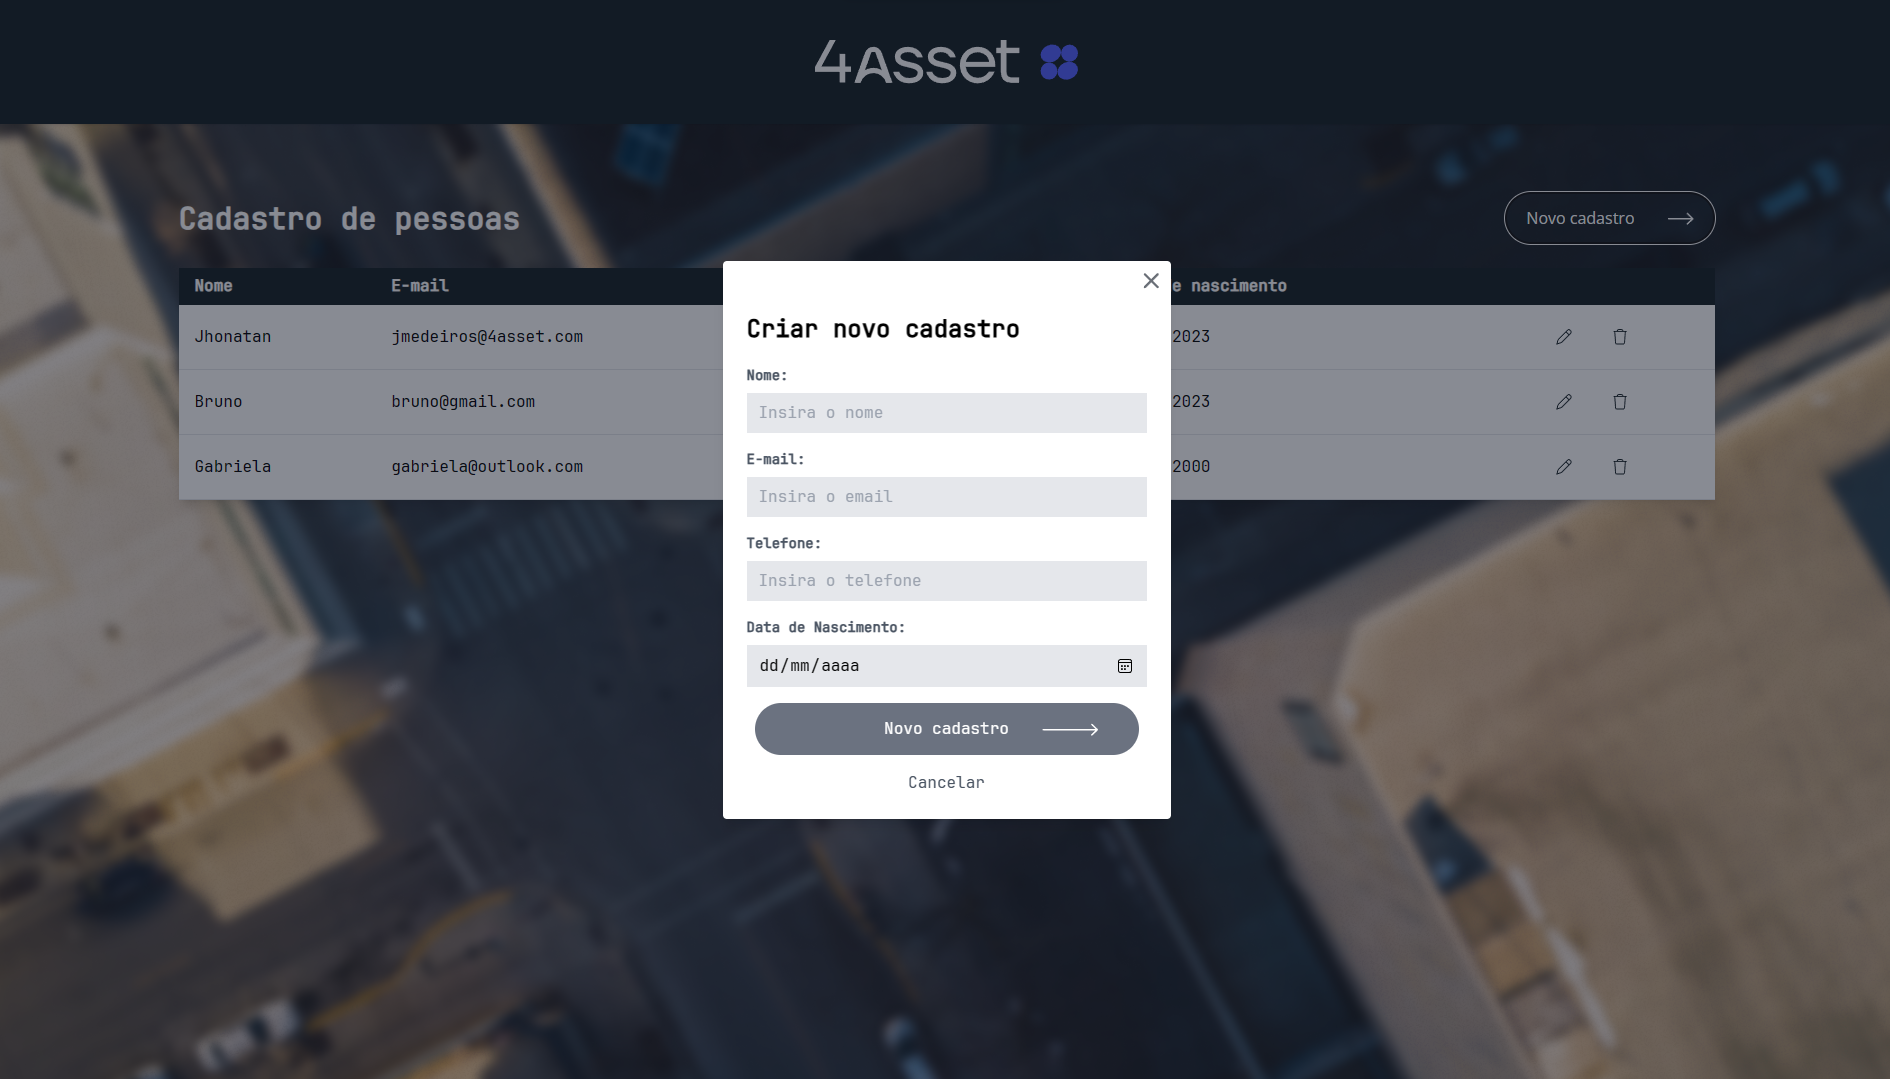 4Asset
Cadastro de pessoas
Novo cadastro
Nome E-mail e nascimento
Jhonatan jmedeiros@4asset.com 2023
Bruno bruno@gmail.com 2023
Gabriela gabriela@outlook.com 2000
Criar novo cadastro
Nome:
Insira o nome
E-mail:
Insira o email
Telefone:
Insira o telefone
Data de Nascimento:
dd/mm/aaaa
Novo cadastro
Cancelar